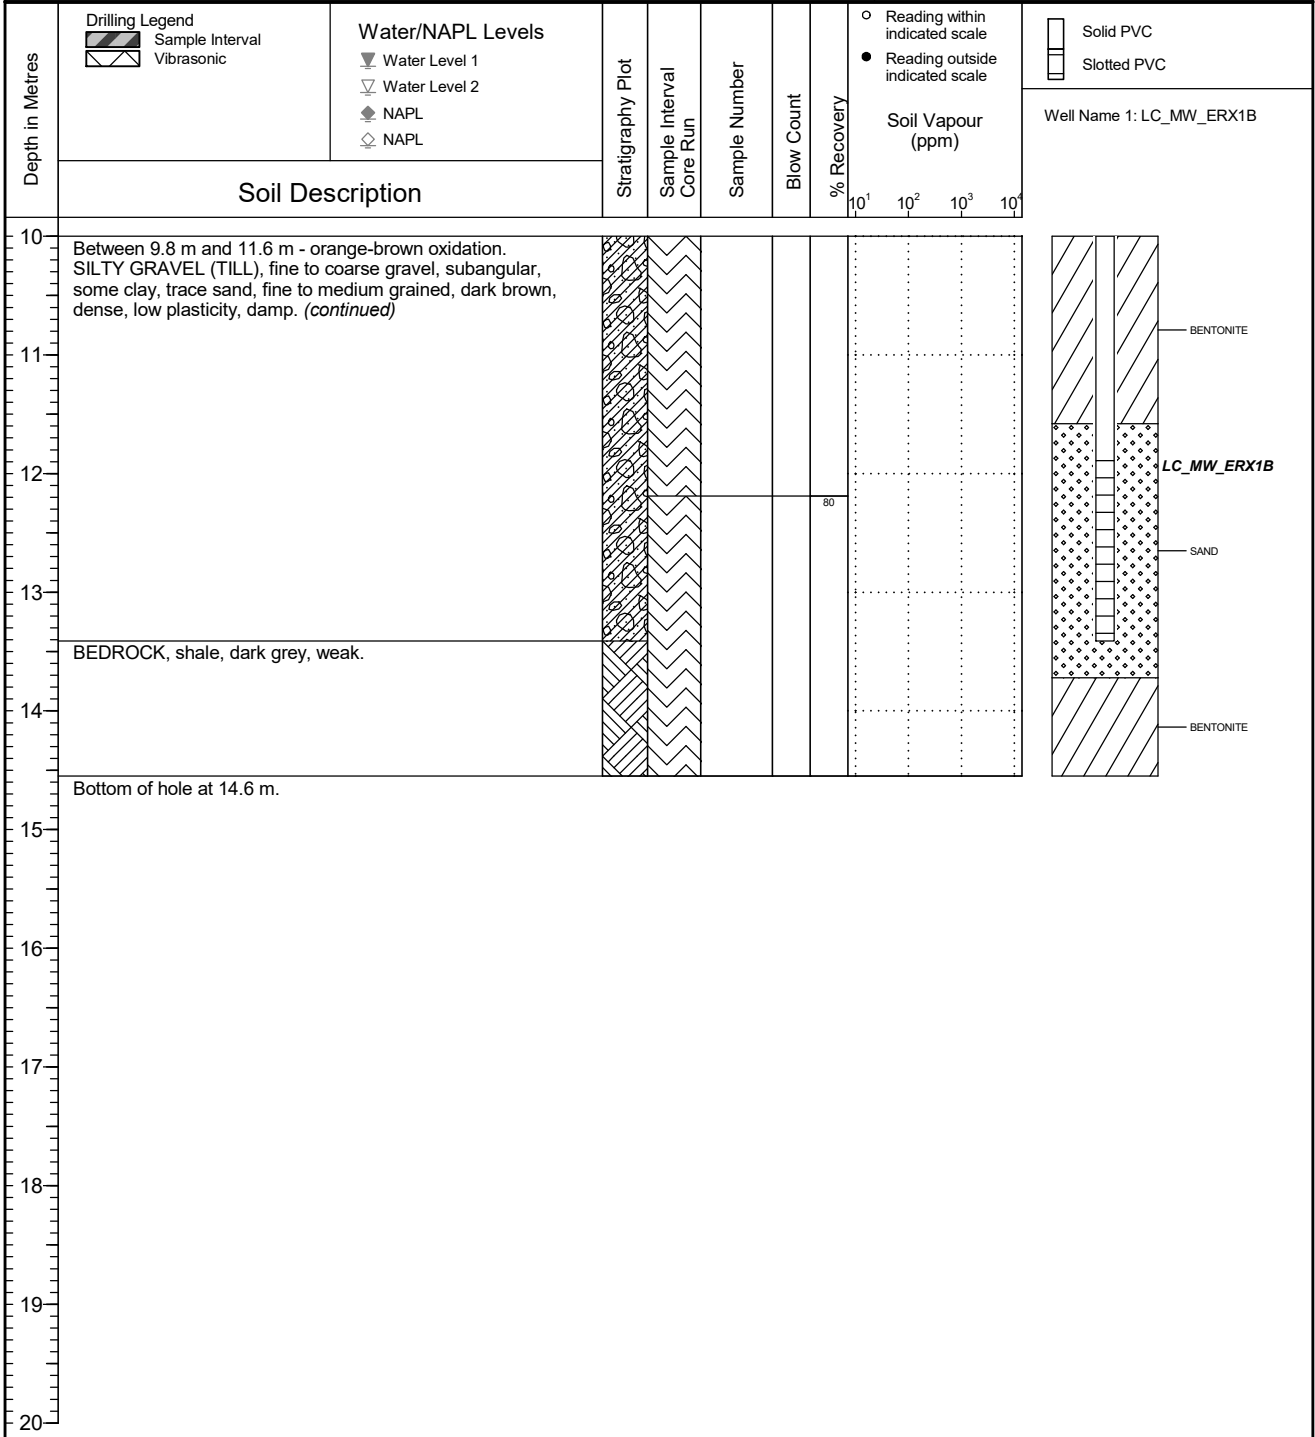 Depth in Metres
Drilling Legend
Sample Interval
Vibrasonic
Water/NAPL Levels
Water Level 1
Water Level 2
NAPL
NAPL
Soil Description
Stratigraphy Plot
Sample Interval
Core Run
Sample Number
Blow Count
% Recovery
Reading within
indicated scale
Reading outside
indicated scale
Soil Vapour
(ppm)
10¹ 10² 10³ 10⁴
Solid PVC
Slotted PVC
Well Name 1: LC_MW_ERX1B
10
Between 9.8 m and 11.6 m - orange-brown oxidation.
SILTY GRAVEL (TILL), fine to coarse gravel, subangular,
some clay, trace sand, fine to medium grained, dark brown,
dense, low plasticity, damp. (continued)
BENTONITE
11
12
LC_MW_ERX1B
80
SAND
13
BEDROCK, shale, dark grey, weak.
14
BENTONITE
Bottom of hole at 14.6 m.
15
16
17
18
19
20